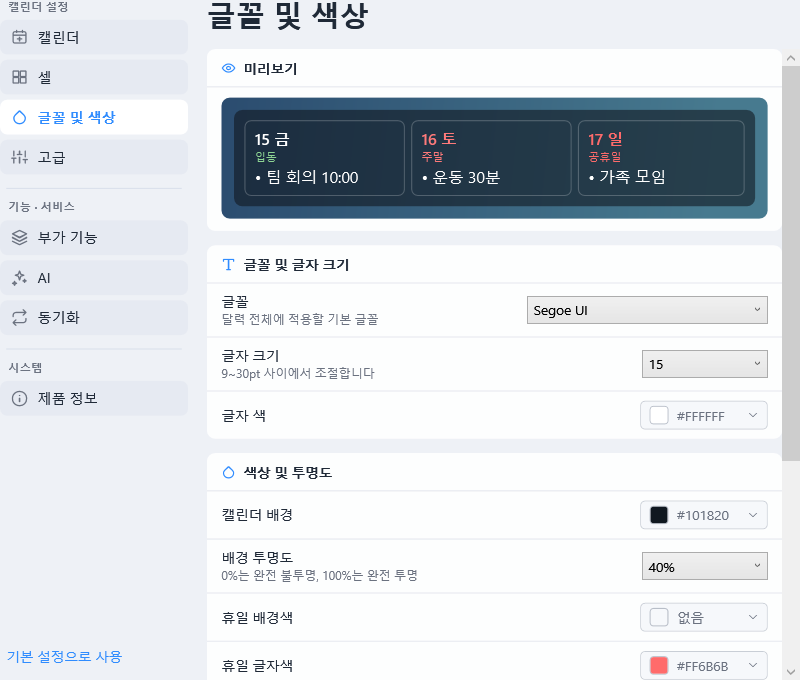 캘린더 설정
캘린더
셀
글꼴 및 색상
고급
기능 · 서비스
부가 기능
AI
동기화
시스템
제품 정보
기본 설정으로 사용
글꼴 및 색상
미리보기
15 금
입동
• 팀 회의 10:00
16 토
주말
• 운동 30분
17 일
공휴일
• 가족 모임
글꼴 및 글자 크기
글꼴
달력 전체에 적용할 기본 글꼴
Segoe UI
글자 크기
9~30pt 사이에서 조절합니다
15
글자 색
#FFFFFF
색상 및 투명도
캘린더 배경
#101820
배경 투명도
0%는 완전 불투명, 100%는 완전 투명
40%
휴일 배경색
없음
휴일 글자색
#FF6B6B